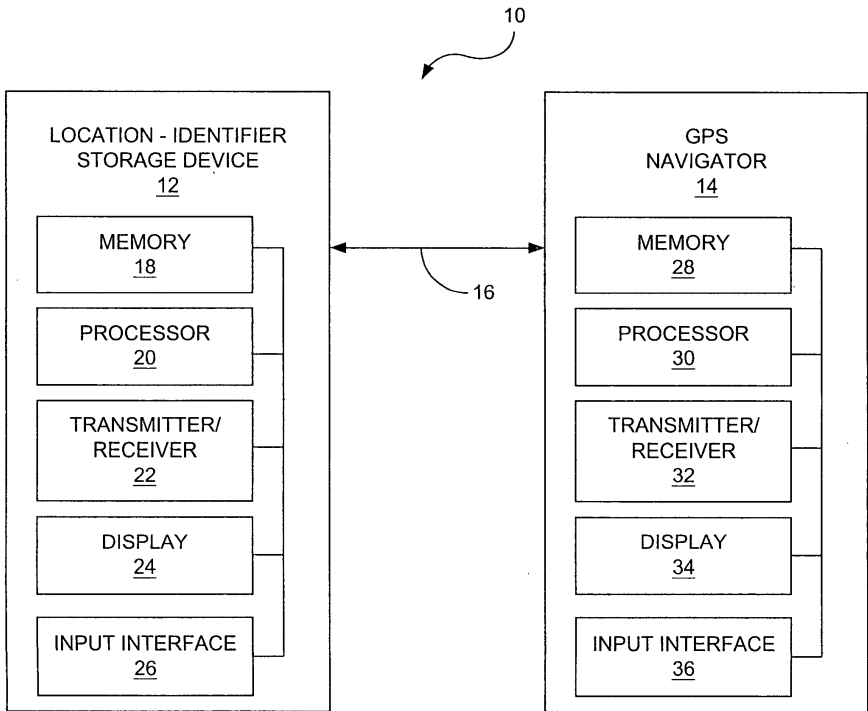 10
LOCATION - IDENTIFIER
STORAGE DEVICE
12
MEMORY
18
PROCESSOR
20
TRANSMITTER/
RECEIVER
22
DISPLAY
24
INPUT INTERFACE
26
16
GPS
NAVIGATOR
14
MEMORY
28
PROCESSOR
30
TRANSMITTER/
RECEIVER
32
DISPLAY
34
INPUT INTERFACE
36